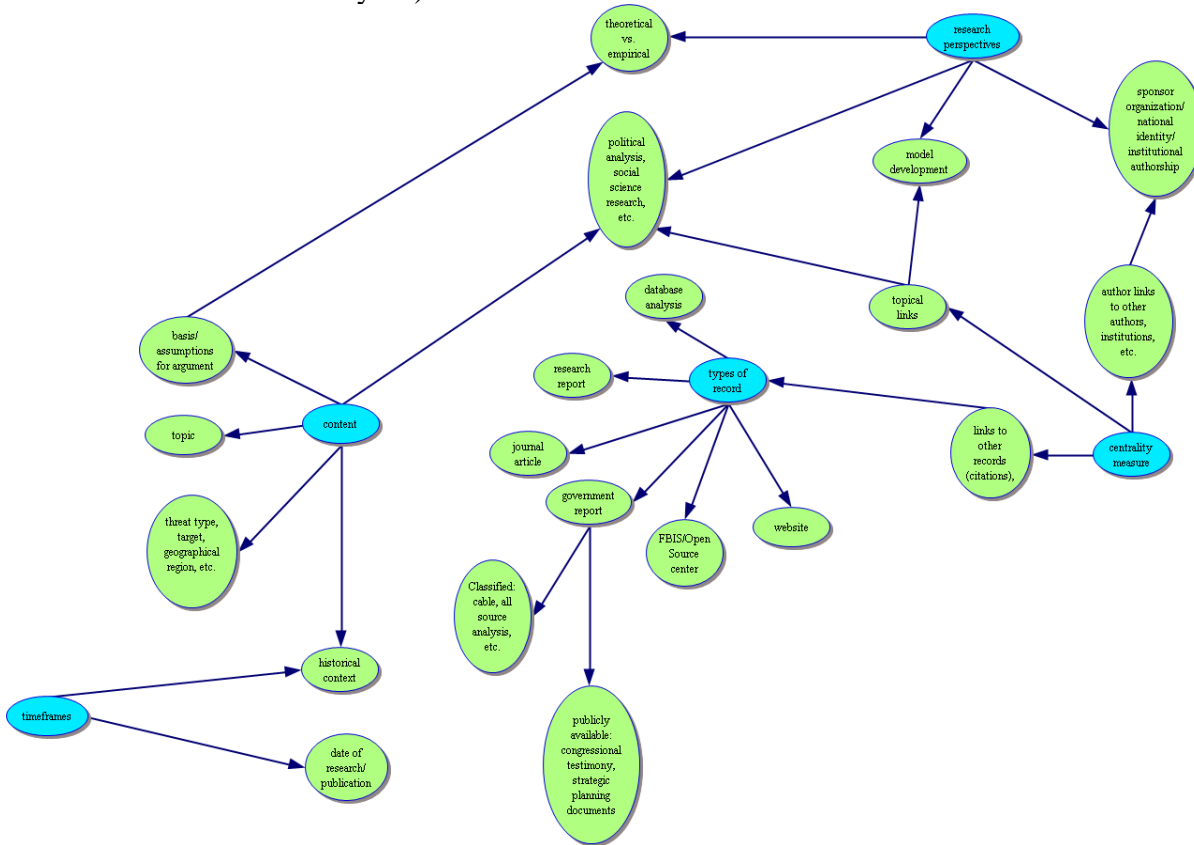 theoretical
vs.
empirical
research
perspectives
sponsor
organization/
national
identity/
institutional
authorship
political
analysis,
social
science
research,
etc.
model
development
database
analysis
topical
links
author links
to other
authors,
institutions,
etc.
basis/
assumptions
for argument
research
report
types of
record
content
topic
journal
article
links to
other
records
(citations),
centrality
measure
government
report
threat type,
target,
geographical
region, etc.
FBIS/Open
Source
center
website
Classified:
cable, all
source
analysis,
etc.
historical
context
timeframes
date of
research/
publication
publicly
available:
congressional
testimony,
strategic
planning
documents